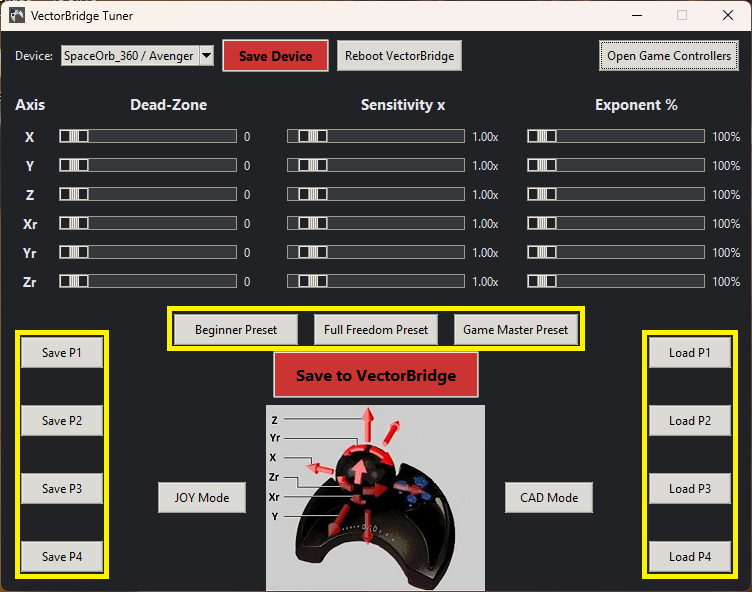 VectorBridge Tuner
Device: SpaceOrb_360 / Avenger Save Device Reboot VectorBridge Open Game Controllers
Axis Dead-Zone Sensitivity x Exponent %
X 0 1.00x 100%
Y 0 1.00x 100%
Z 0 1.00x 100%
Xr 0 1.00x 100%
Yr 0 1.00x 100%
Zr 0 1.00x 100%
Beginner Preset Full Freedom Preset Game Master Preset
Save P1 Load P1
Save to VectorBridge
Save P2 Load P2
Z
Yr
X
Zr
Xr
Y
Save P3 Load P3
JOY Mode CAD Mode
Save P4 Load P4